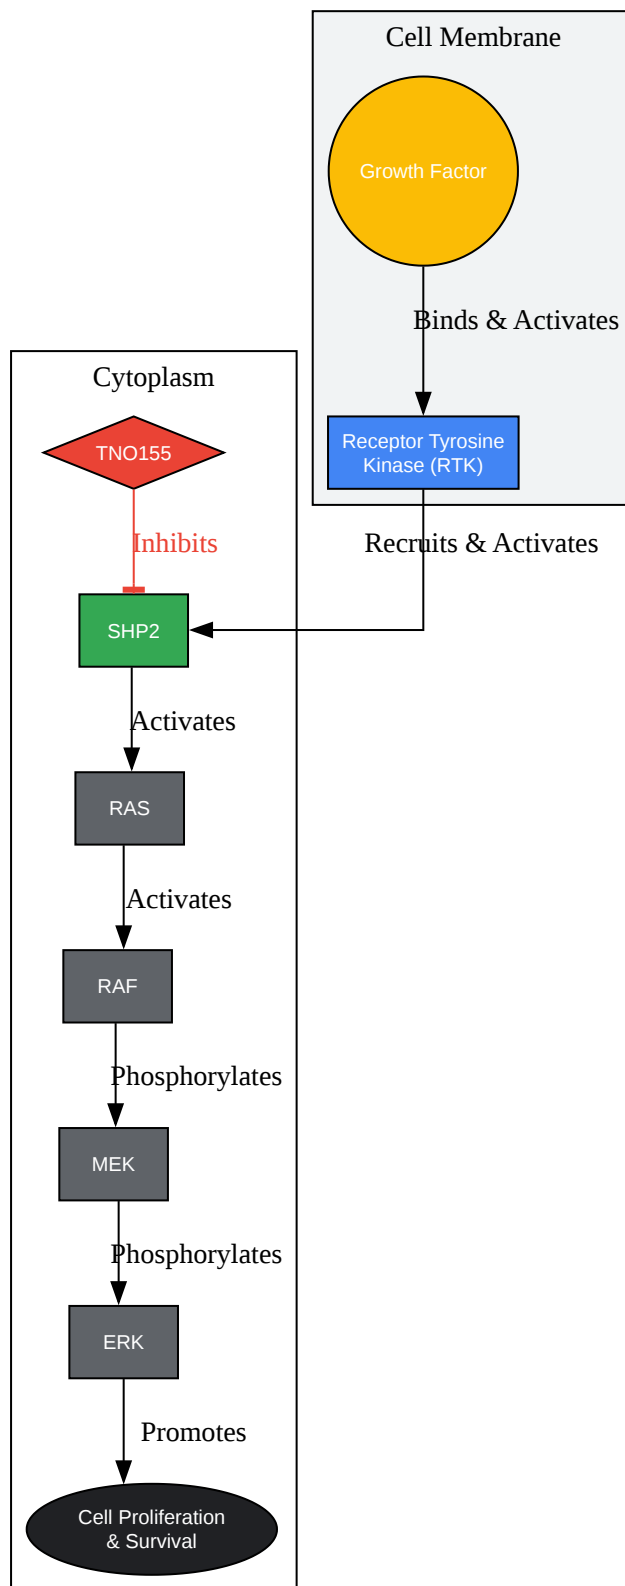 Cell Membrane
Growth Factor
Binds & Activates
Cytoplasm
TNO155
Receptor Tyrosine
Kinase (RTK)
Inhibits
Recruits & Activates
SHP2
Activates
RAS
Activates
RAF
Phosphorylates
MEK
Phosphorylates
ERK
Promotes
Cell Proliferation
& Survival